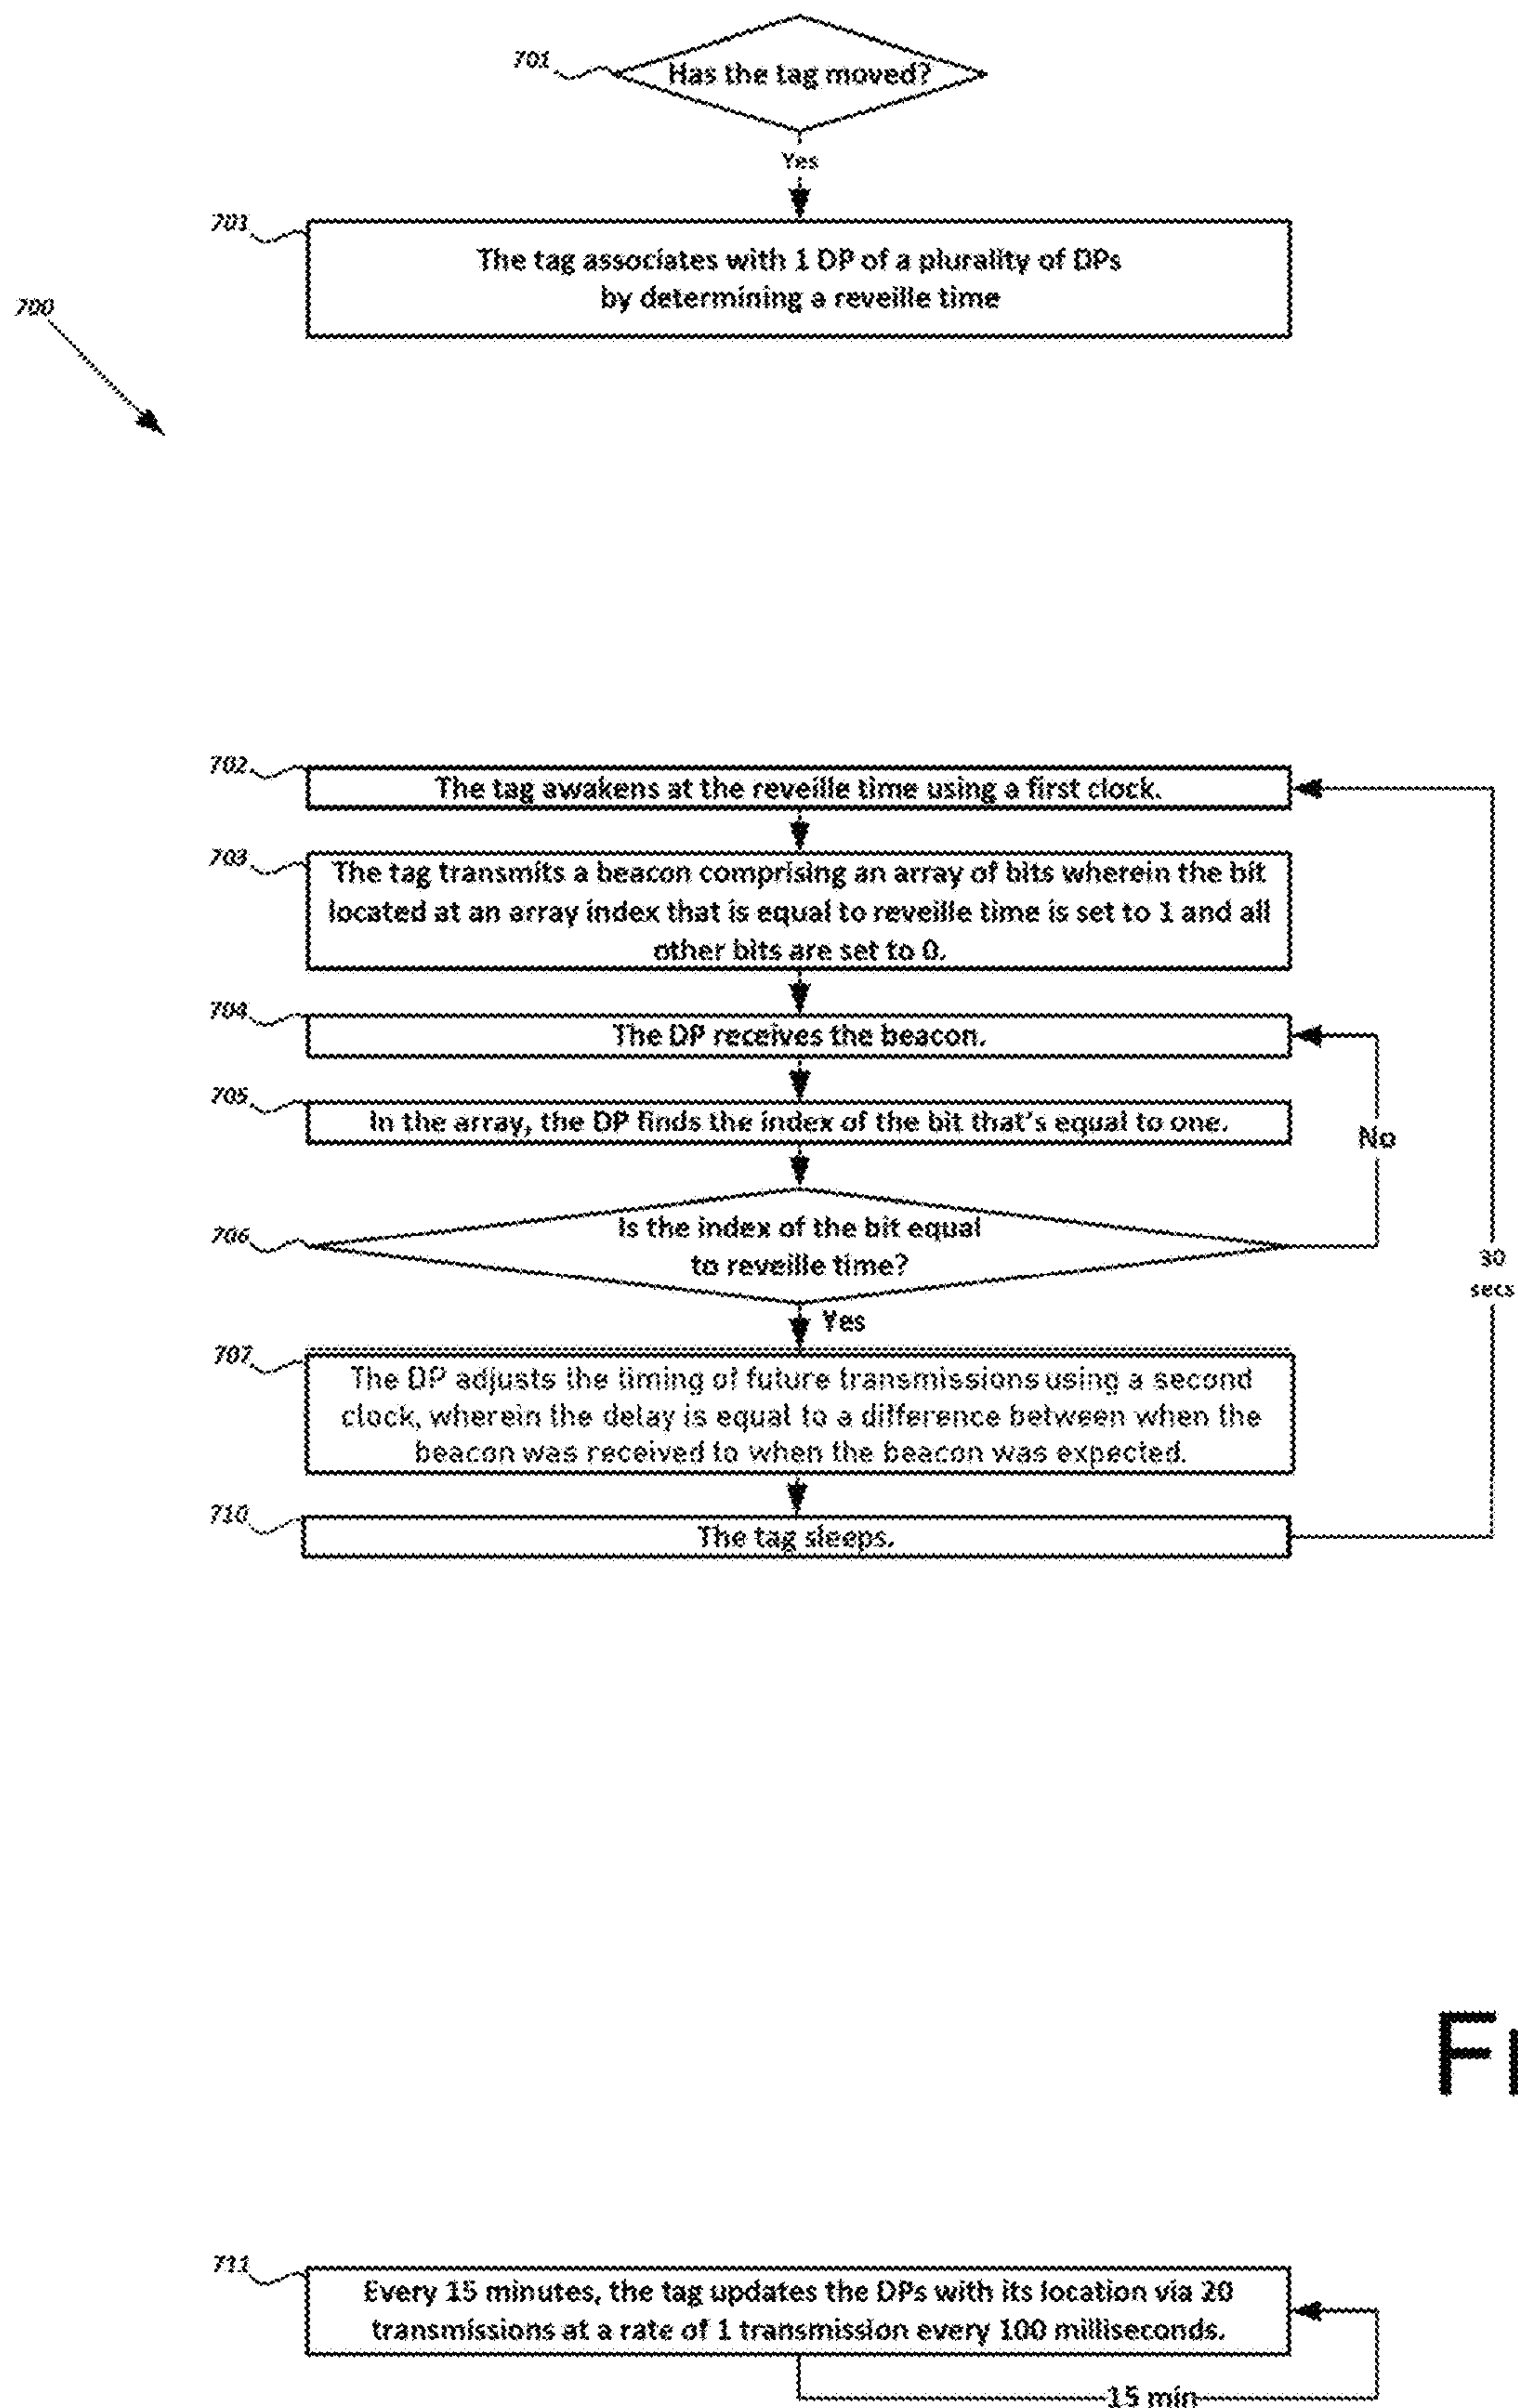 701
Has the tag moved?
Yes
701
The tag associates with 1 DP of a plurality of DPs
by determining a reveille time
700
702
The tag awakens at the reveille time using a first clock.
703
The tag transmits a beacon comprising an array of bits wherein the bit
located at an array index that is equal to reveille time is set to 1 and all
other bits are set to 0.
704
The DP receives the beacon.
705
In the array, the DP finds the index of the bit that's equal to one.
No
706
Is the index of the bit equal
to reveille time?
30
secs
Yes
707
The DP adjusts the timing of future transmissions using a second
clock, wherein the delay is equal to a difference between when the
beacon was received to when the beacon was expected.
710
The tag sleeps.
711
Every 15 minutes, the tag updates the DPs with its location via 20
transmissions at a rate of 1 transmission every 100 milliseconds.
15 min